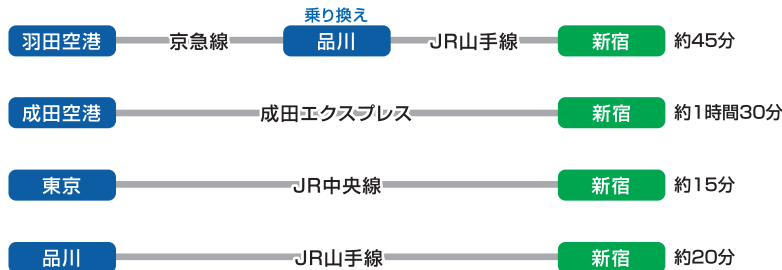 乗り換え
羽田空港 京急線 品川 JR山手線 新宿 約45分
成田空港 成田エクスプレス 新宿 約1時間30分
東京 JR中央線 新宿 約15分
品川 JR山手線 新宿 約20分